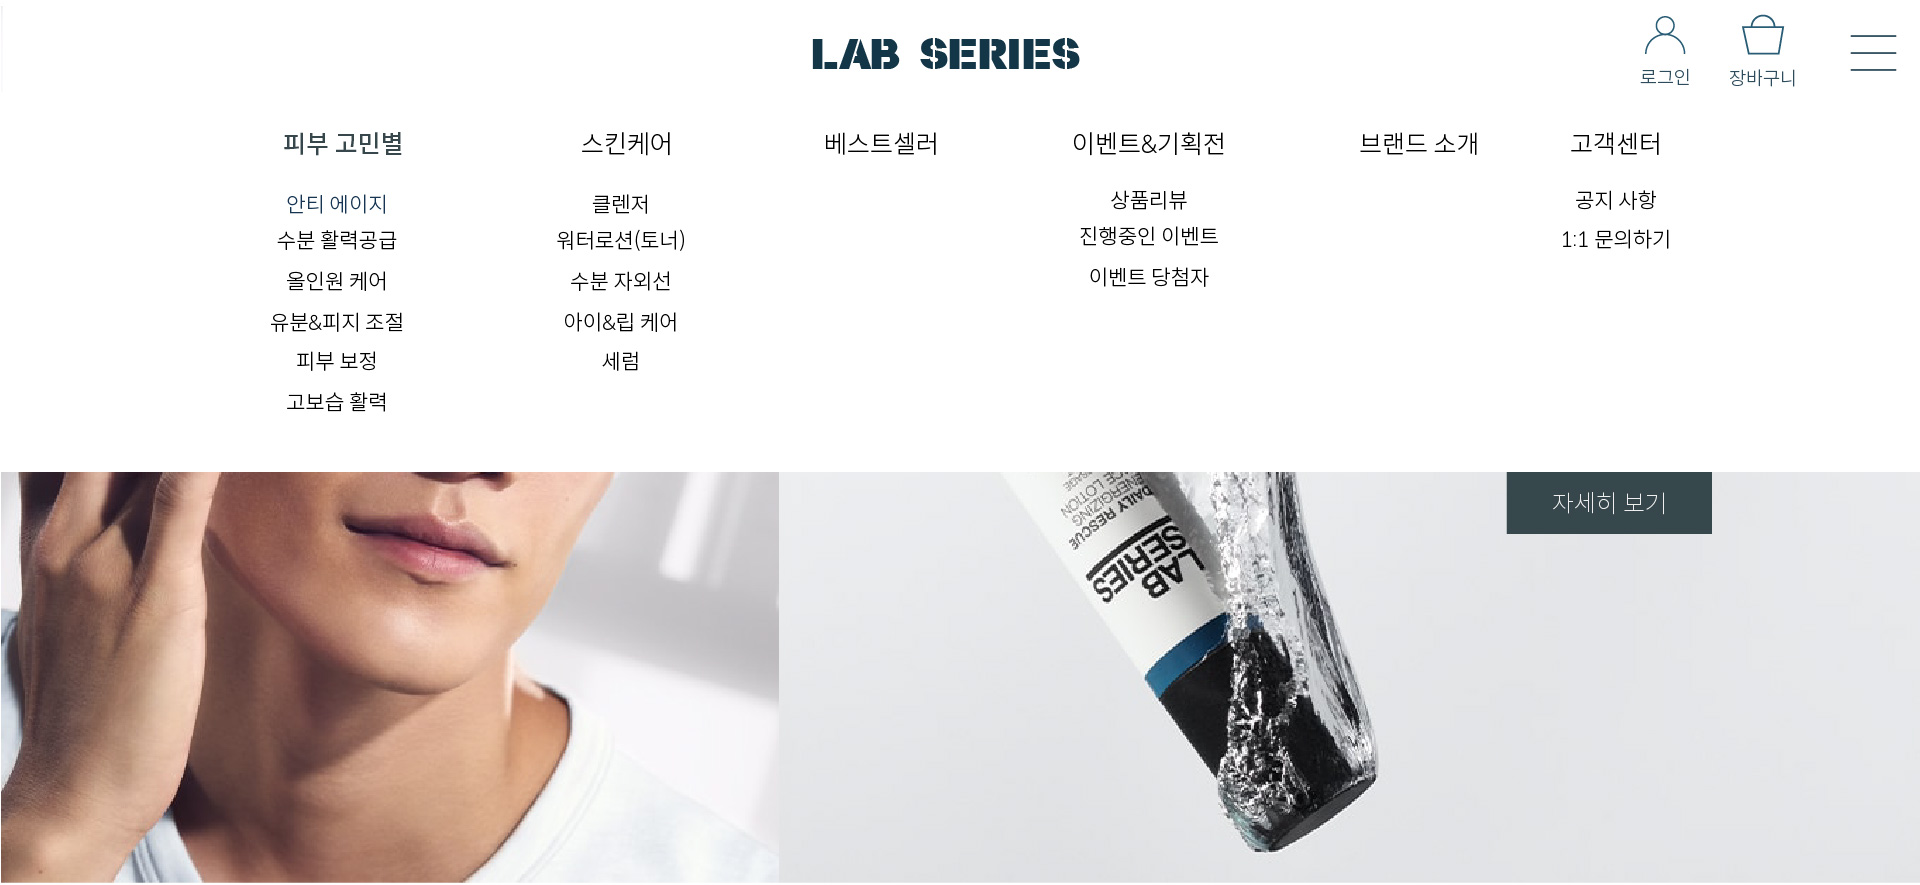 LAB SERIES
로그인
장바구니
피부 고민별
안티 에이지
수분 활력공급
올인원 케어
유분&피지 조절
피부 보정
고보습 활력
스킨케어
클렌저
워터로션(토너)
수분 자외선
아이&립 케어
세럼
베스트셀러
이벤트&기획전
상품리뷰
진행중인 이벤트
이벤트 당첨자
브랜드 소개
고객센터
공지 사항
1:1 문의하기
자세히 보기
LAB
SERIES
DAILY RESCUE
ENERGIZING
LOTION